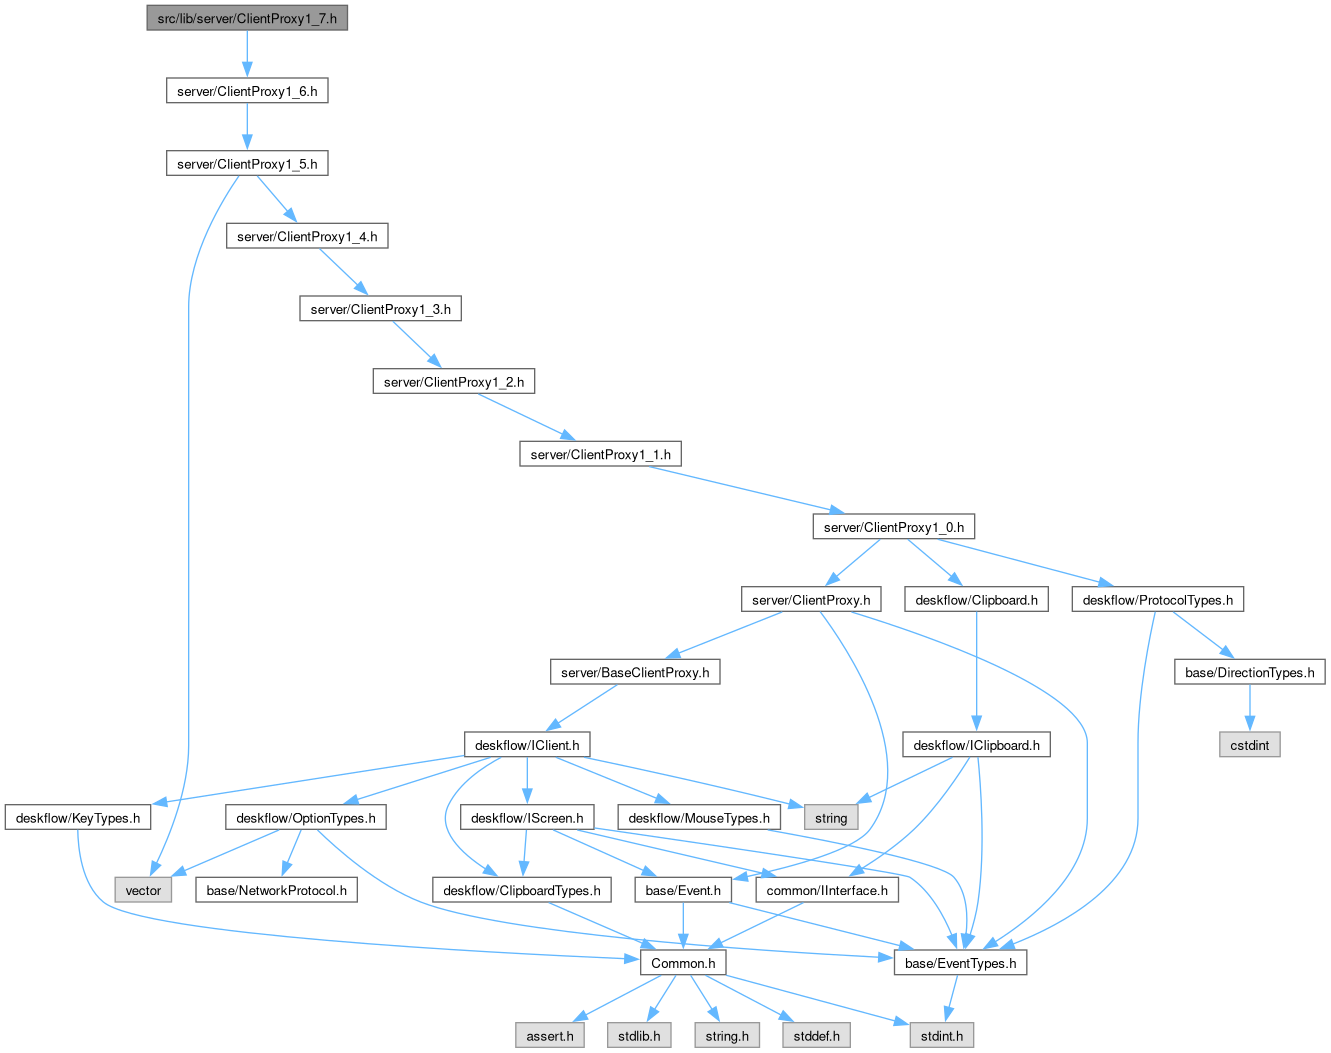 src/lib/server/ClientProxy1_7.h
server/ClientProxy1_6.h
server/ClientProxy1_5.h
server/ClientProxy1_4.h
server/ClientProxy1_3.h
server/ClientProxy1_2.h
server/ClientProxy1_1.h
server/ClientProxy1_0.h
server/ClientProxy.h
deskflow/Clipboard.h
deskflow/ProtocolTypes.h
server/BaseClientProxy.h
base/DirectionTypes.h
deskflow/IClient.h
deskflow/IClipboard.h
cstdint
deskflow/KeyTypes.h
deskflow/OptionTypes.h
deskflow/IScreen.h
deskflow/MouseTypes.h
string
vector
base/NetworkProtocol.h
deskflow/ClipboardTypes.h
base/Event.h
common/IInterface.h
Common.h
base/EventTypes.h
assert.h
stdlib.h
string.h
stddef.h
stdint.h